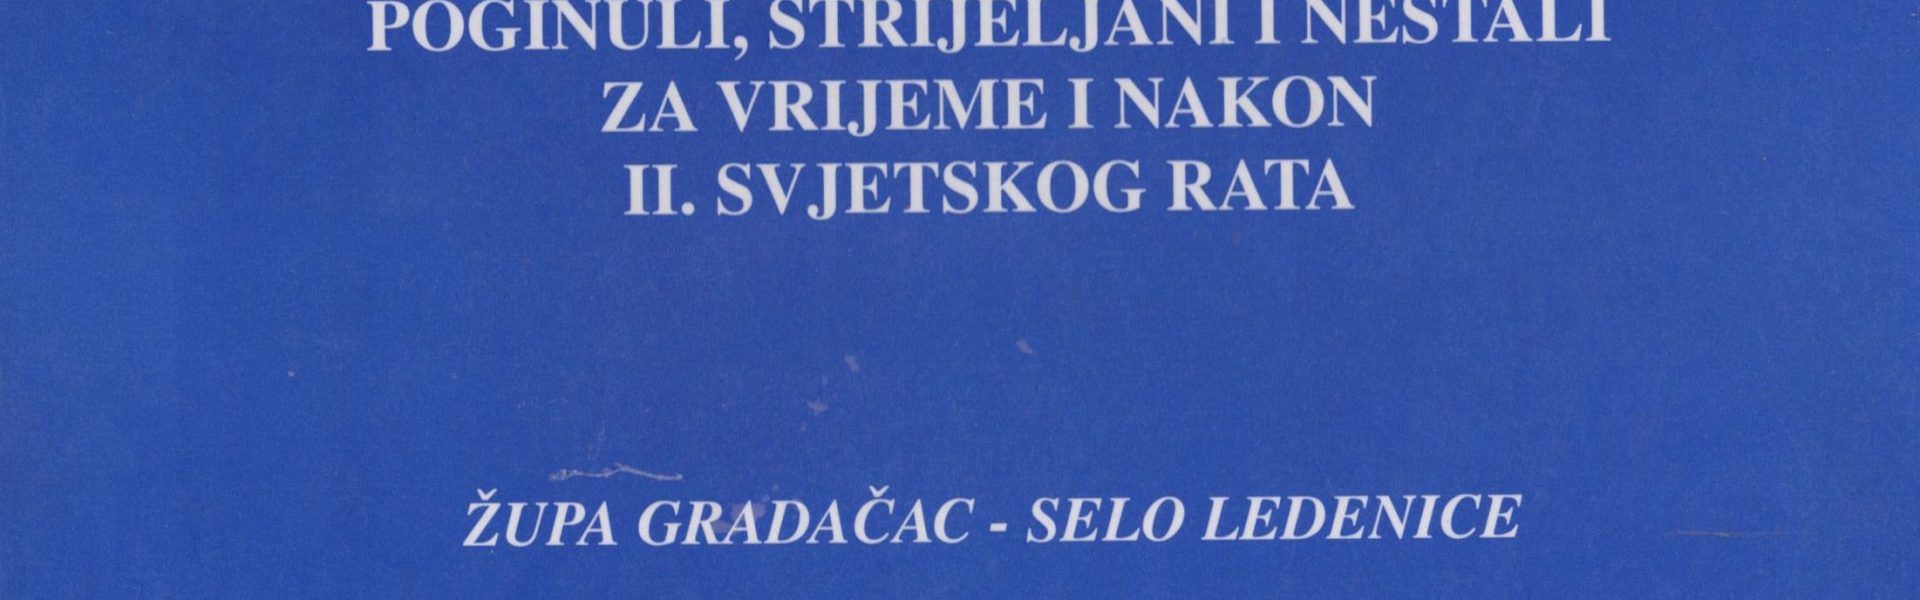 POGINULI, STRIJELJANI I NESTALI
ZA VRIJEME I NAKON
II. SVJETSKOG RATA
ŽUPA GRADAČAC - SELO LEDENICE